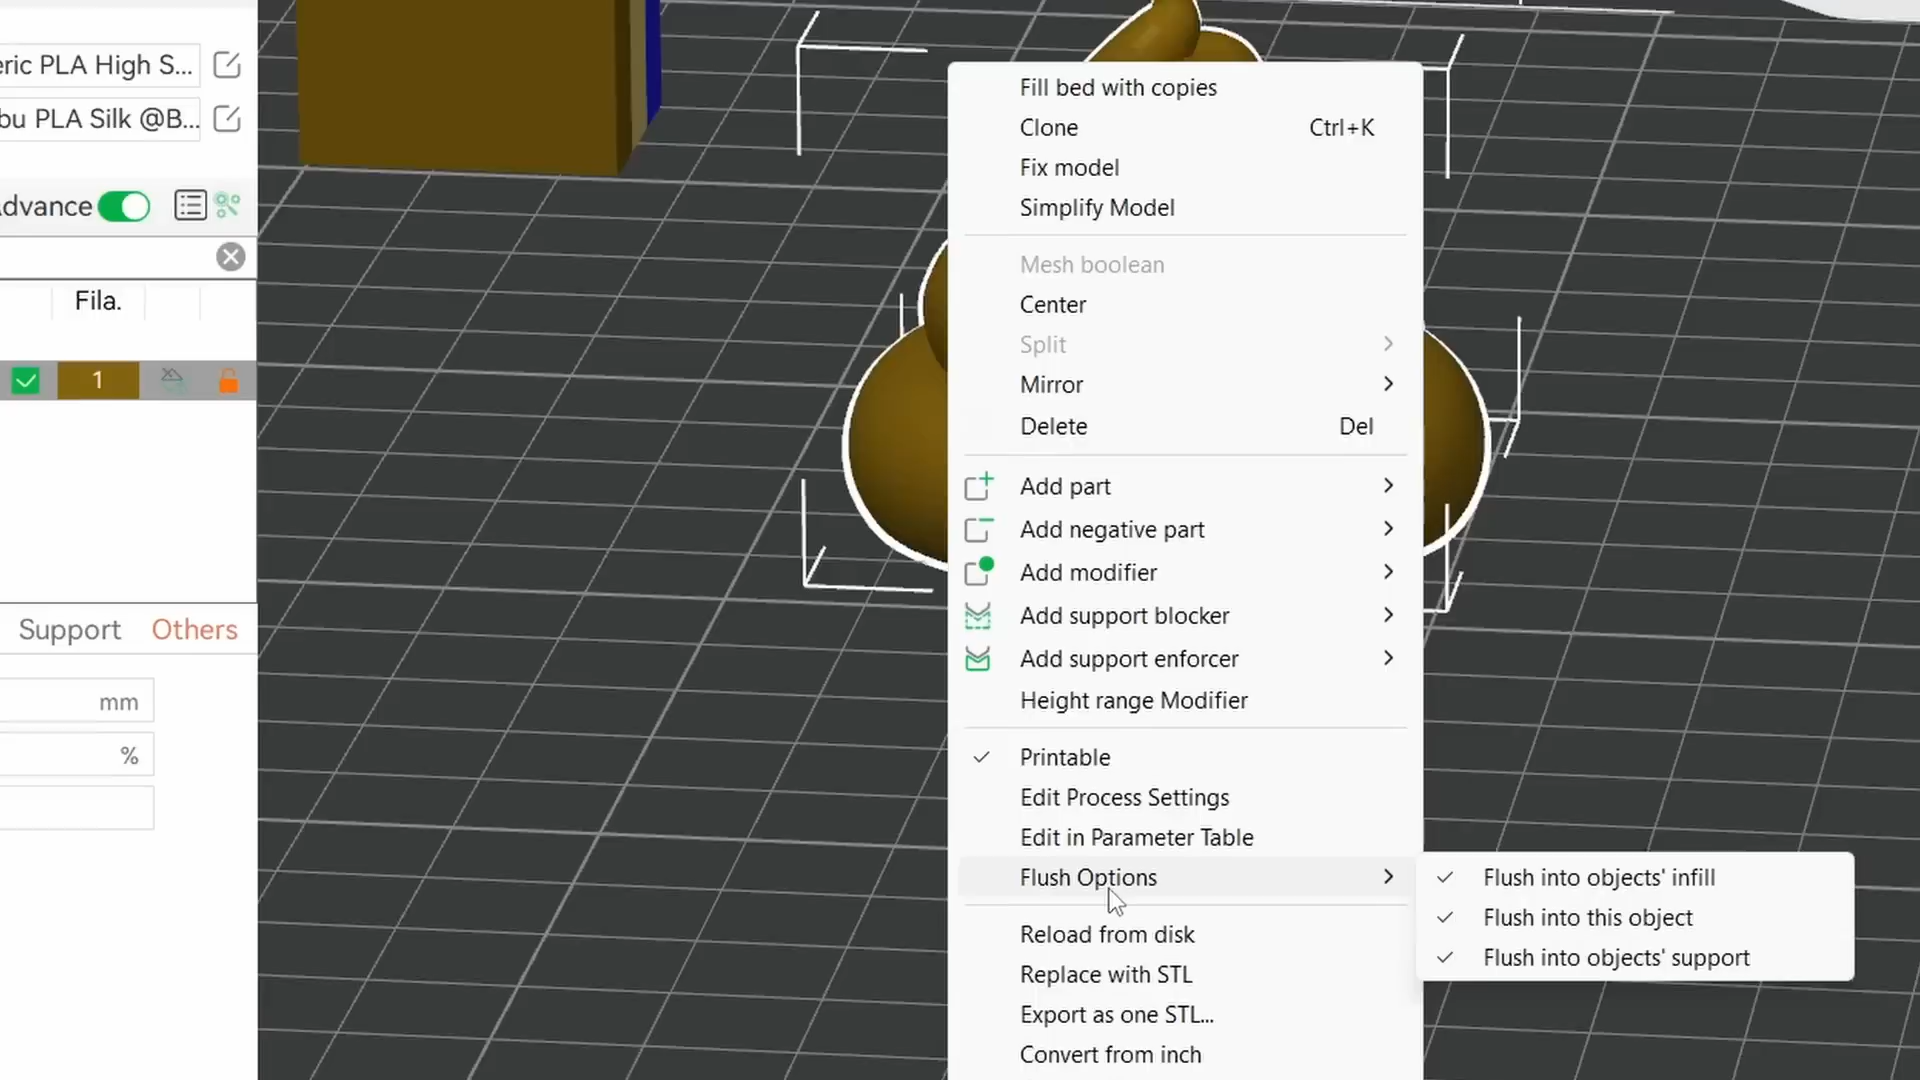 eric PLA High S...
bu PLA Silk @B...
Advance
Fila.
1
Support
Others
mm
%
Fill bed with copies
Clone Ctrl+K
Fix model
Simplify Model
Mesh boolean
Center
Split
Mirror
Delete Del
Add part
Add negative part
Add modifier
Add support blocker
Add support enforcer
Height range Modifier
Printable
Edit Process Settings
Edit in Parameter Table
Flush Options
Reload from disk
Replace with STL
Export as one STL...
Convert from inch
Flush into objects' infill
Flush into this object
Flush into objects' support